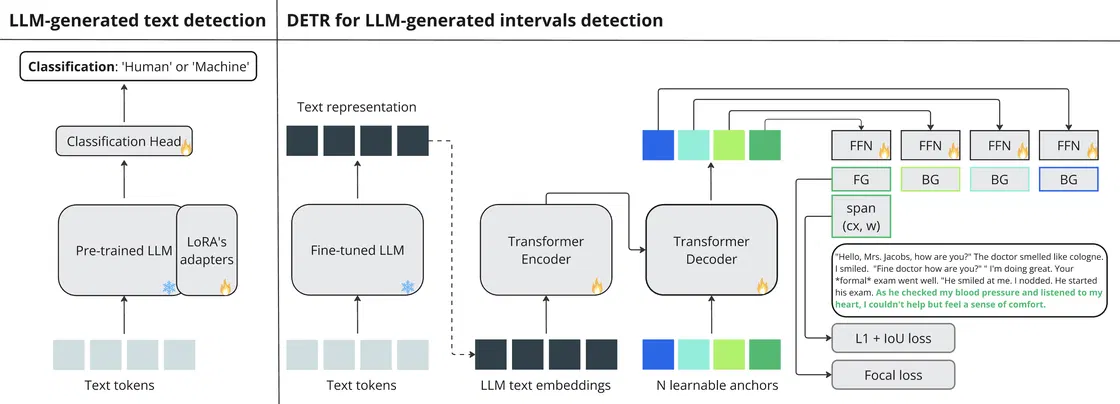 LLM-generated text detection
DETR for LLM-generated intervals detection
Classification: 'Human' or 'Machine'
Classification Head
Pre-trained LLM
LoRA's
adapters
Text tokens
Text representation
Fine-tuned LLM
Text tokens
Transformer
Encoder
LLM text embeddings
Transformer
Decoder
N learnable anchors
FFN
FFN
FFN
FFN
FG
BG
BG
BG
span
(cx, w)
"Hello, Mrs. Jacobs, how are you?" The doctor smelled like cologne.
I smiled. "Fine doctor how are you?" " I'm doing great. Your
*formal* exam went well. "He smiled at me. I nodded. He started
his exam. As he checked my blood pressure and listened to my
heart, I couldn't help but feel a sense of comfort.
L1 + IoU loss
Focal loss